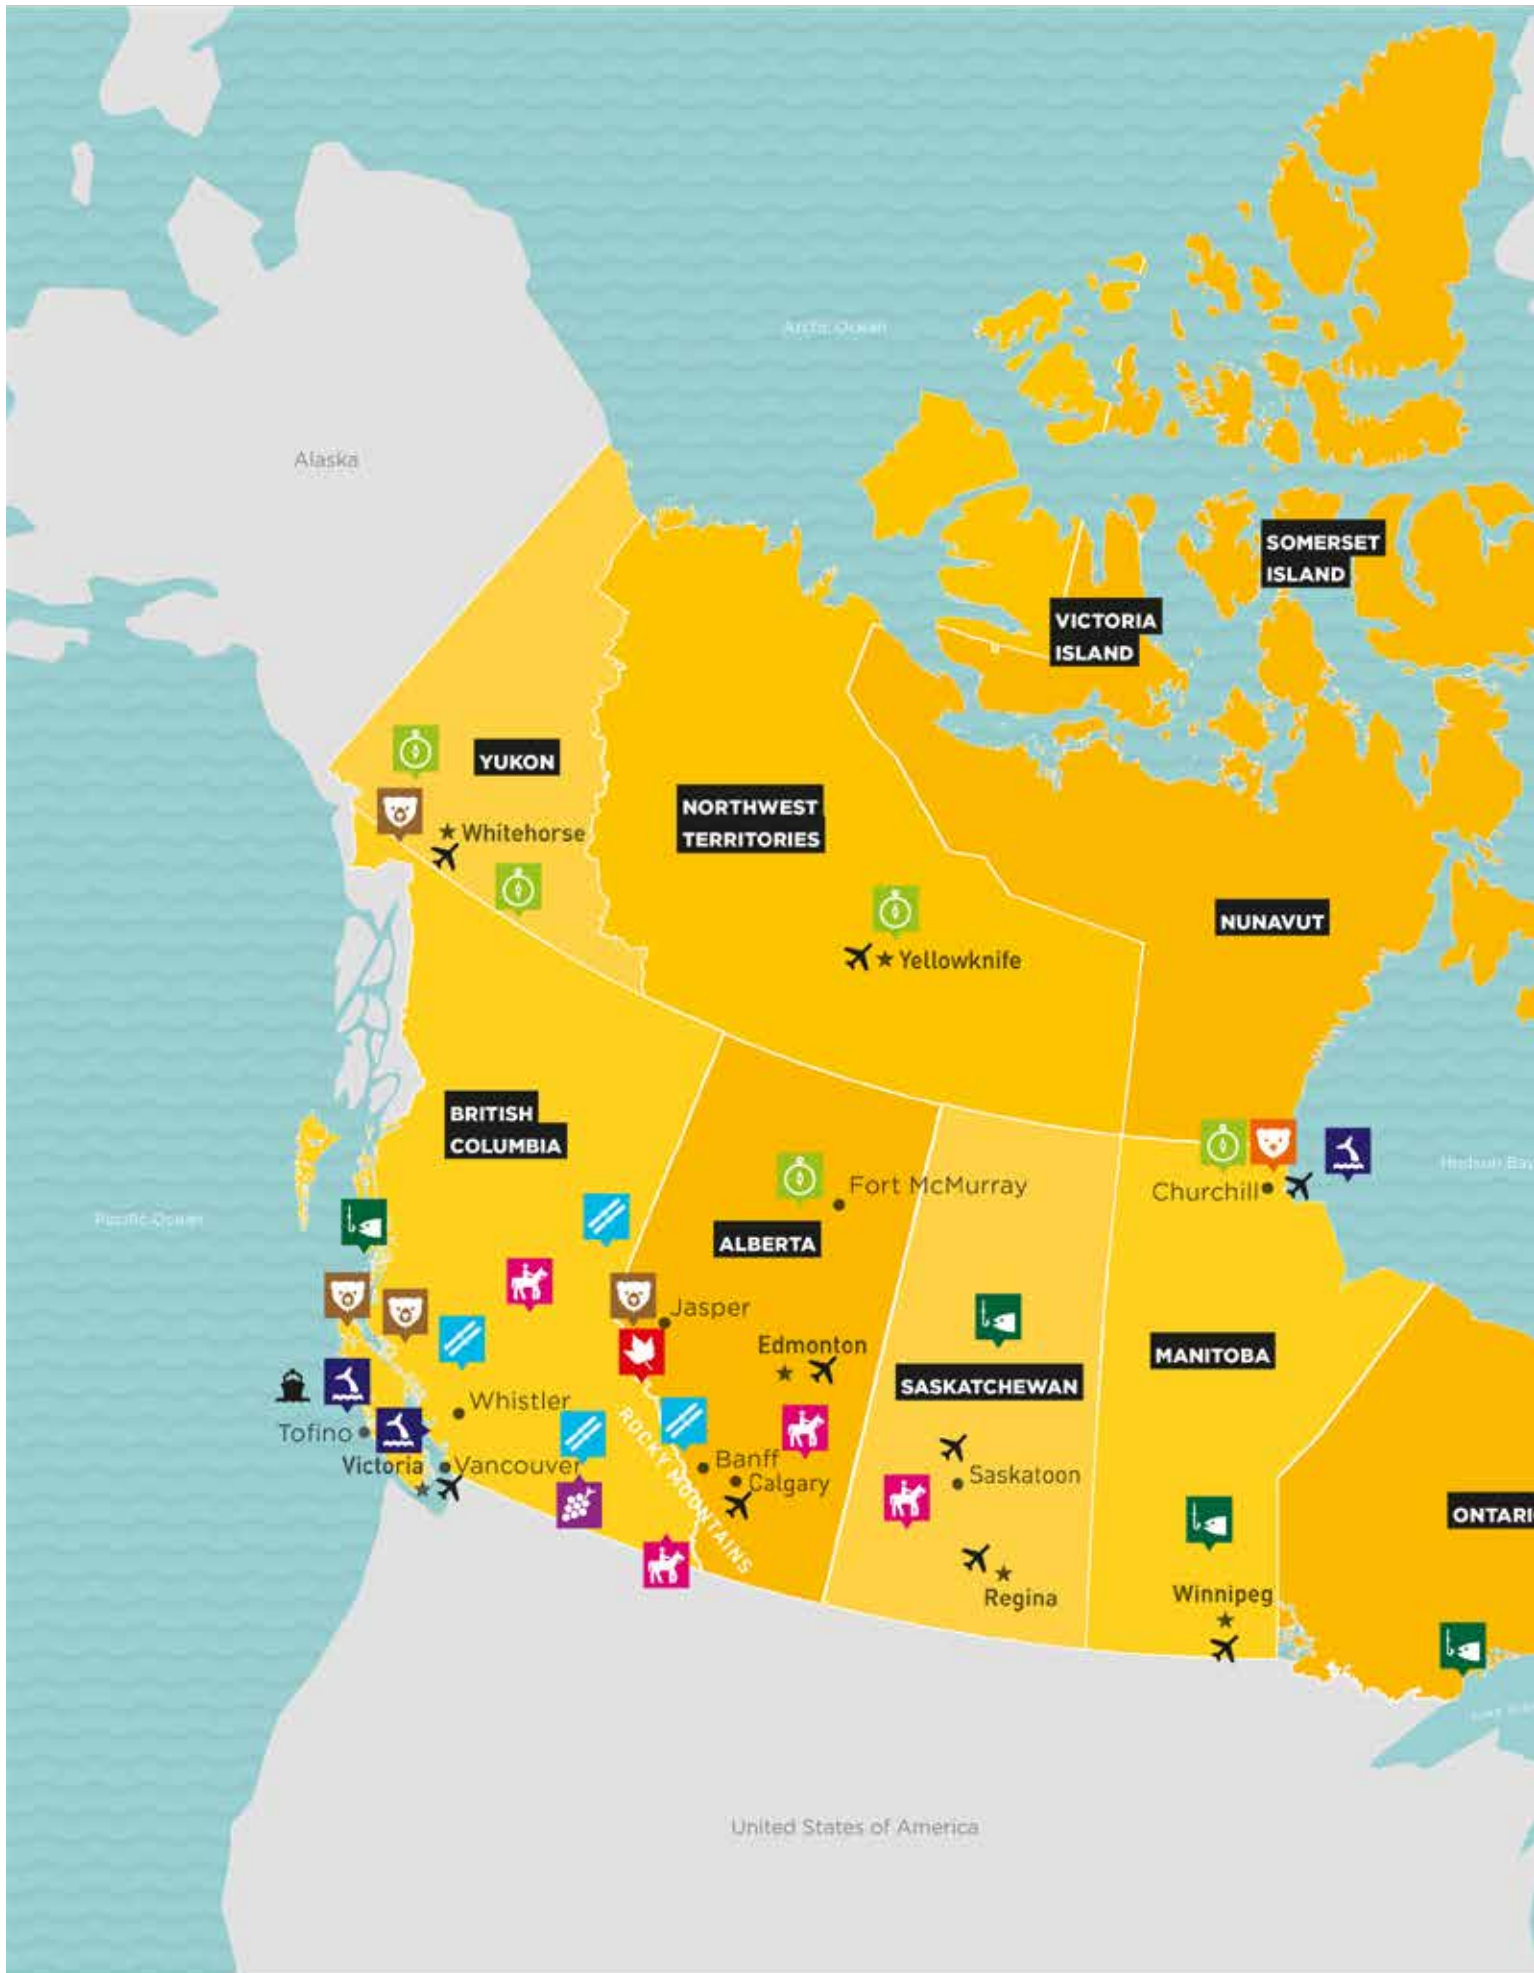 Arctic Ocean
Alaska
SOMERSET
ISLAND
VICTORIA
ISLAND
YUKON
NORTHWEST
TERRITORIES
Whitehorse
NUNAVUT
Yellowknife
BRITISH
COLUMBIA
Hudson Bay
Churchill
Fort McMurray
Pacific Ocean
ALBERTA
Jasper
Edmonton
MANITOBA
SASKATCHEWAN
Whistler
Tofino
ROCKY MOUNTAINS
Banff
Victoria
Vancouver
Saskatoon
Calgary
ONTARI
Winnipeg
Regina
United States of America